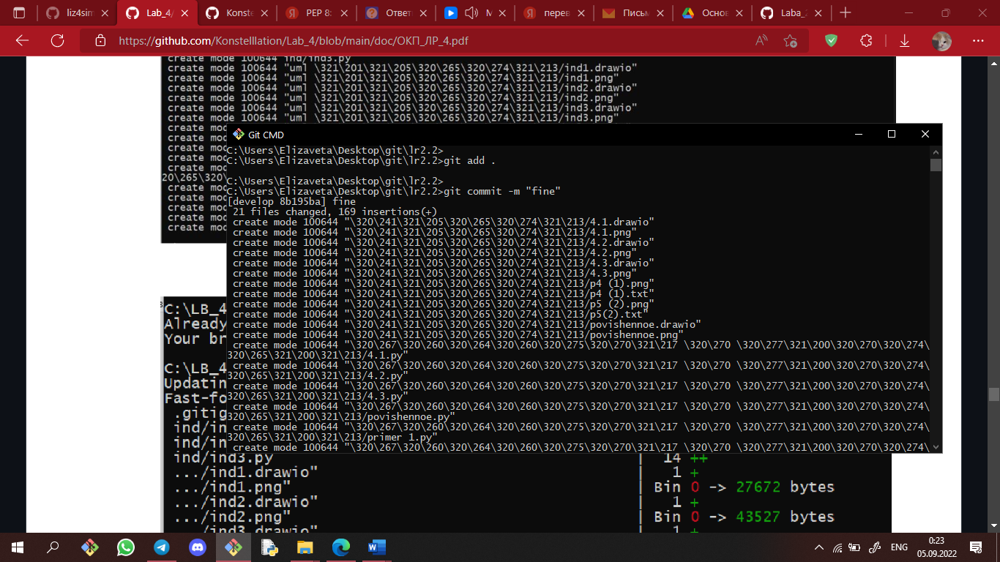 liz4sim
Lab_4/
Konste
PEP 8:
Ответы
М
перев
Письм
Основ
Laba_2
https://github.com/Konstelllation/Lab_4/blob/main/doc/ОКП_ЛР_4.pdf
create mode 100644 ind/ind3.py
create mode 100644 "uml \321\201\321\205\320\265\320\274\321\213/ind1.drawio"
create mode 100644 "uml \321\201\321\205\320\265\320\274\321\213/ind1.png"
create mode 100644 "uml \321\201\321\205\320\265\320\274\321\213/ind2.drawio"
create mode 100644 "uml \321\201\321\205\320\265\320\274\321\213/ind2.png"
create mode 100644 "uml \321\201\321\205\320\265\320\274\321\213/ind3.drawio"
create mode 100644 "uml \321\201\321\205\320\265\320\274\321\213/ind3.png"
create mod
create mod
create mod
create mod
create mod
20\265\320\
create mod
create mod
create mod
create mod
create mod
Git CMD
C:\Users\Elizaveta\Desktop\git\lr2.2>
C:\Users\Elizaveta\Desktop\git\lr2.2>git add .
C:\Users\Elizaveta\Desktop\git\lr2.2>
C:\Users\Elizaveta\Desktop\git\lr2.2>git commit -m "fine"
[develop 8b195ba] fine
21 files changed, 169 insertions(+)
create mode 100644 "\320\241\321\205\320\265\320\274\321\213/4.1.drawio"
create mode 100644 "\320\241\321\205\320\265\320\274\321\213/4.1.png"
create mode 100644 "\320\241\321\205\320\265\320\274\321\213/4.2.drawio"
create mode 100644 "\320\241\321\205\320\265\320\274\321\213/4.2.png"
create mode 100644 "\320\241\321\205\320\265\320\274\321\213/4.3.drawio"
create mode 100644 "\320\241\321\205\320\265\320\274\321\213/4.3.png"
create mode 100644 "\320\241\321\205\320\265\320\274\321\213/p4 (1).png"
create mode 100644 "\320\241\321\205\320\265\320\274\321\213/p4 (1).txt"
create mode 100644 "\320\241\321\205\320\265\320\274\321\213/p5 (2).png"
create mode 100644 "\320\241\321\205\320\265\320\274\321\213/p5(2).txt"
create mode 100644 "\320\241\321\205\320\265\320\274\321\213/povishennoe.drawio"
create mode 100644 "\320\241\321\205\320\265\320\274\321\213/povishennoe.png"
create mode 100644 "\320\267\320\260\320\264\320\260\320\275\320\270\321\217 \320\270 \320\277\321\200\320\270\320\274\
320\265\321\200\321\213/4.1.py"
create mode 100644 "\320\267\320\260\320\264\320\260\320\275\320\270\321\217 \320\270 \320\277\321\200\320\270\320\274\
320\265\321\200\321\213/4.2.py"
create mode 100644 "\320\267\320\260\320\264\320\260\320\275\320\270\321\217 \320\270 \320\277\321\200\320\270\320\274\
320\265\321\200\321\213/4.3.py"
create mode 100644 "\320\267\320\260\320\264\320\260\320\275\320\270\321\217 \320\270 \320\277\321\200\320\270\320\274\
320\265\321\200\321\213/povishennoe.py"
create mode 100644 "\320\267\320\260\320\264\320\260\320\275\320\270\321\217 \320\270 \320\277\321\200\320\270\320\274\
320\265\321\200\321\213/primer 1.py"
create mode 100644 "\320\267\320\260\320\264\320\260\320\275\320\270\321\217 \320\270 \320\277\321\200\320\270\320\274\
C:\LB_4
Already
Your br
C:\LB_4
Updatin
Fast-fo
.gitig
ind/in
ind/in
ind/ind3.py | 14 ++
.../ind1.drawio" | 1 +
.../ind1.png" | Bin 0 -> 27672 bytes
.../ind2.drawio" | 1 +
.../ind2.png" | Bin 0 -> 43527 bytes
.../ind3.drawio" | 1 +
ENG
0:23
05.09.2022